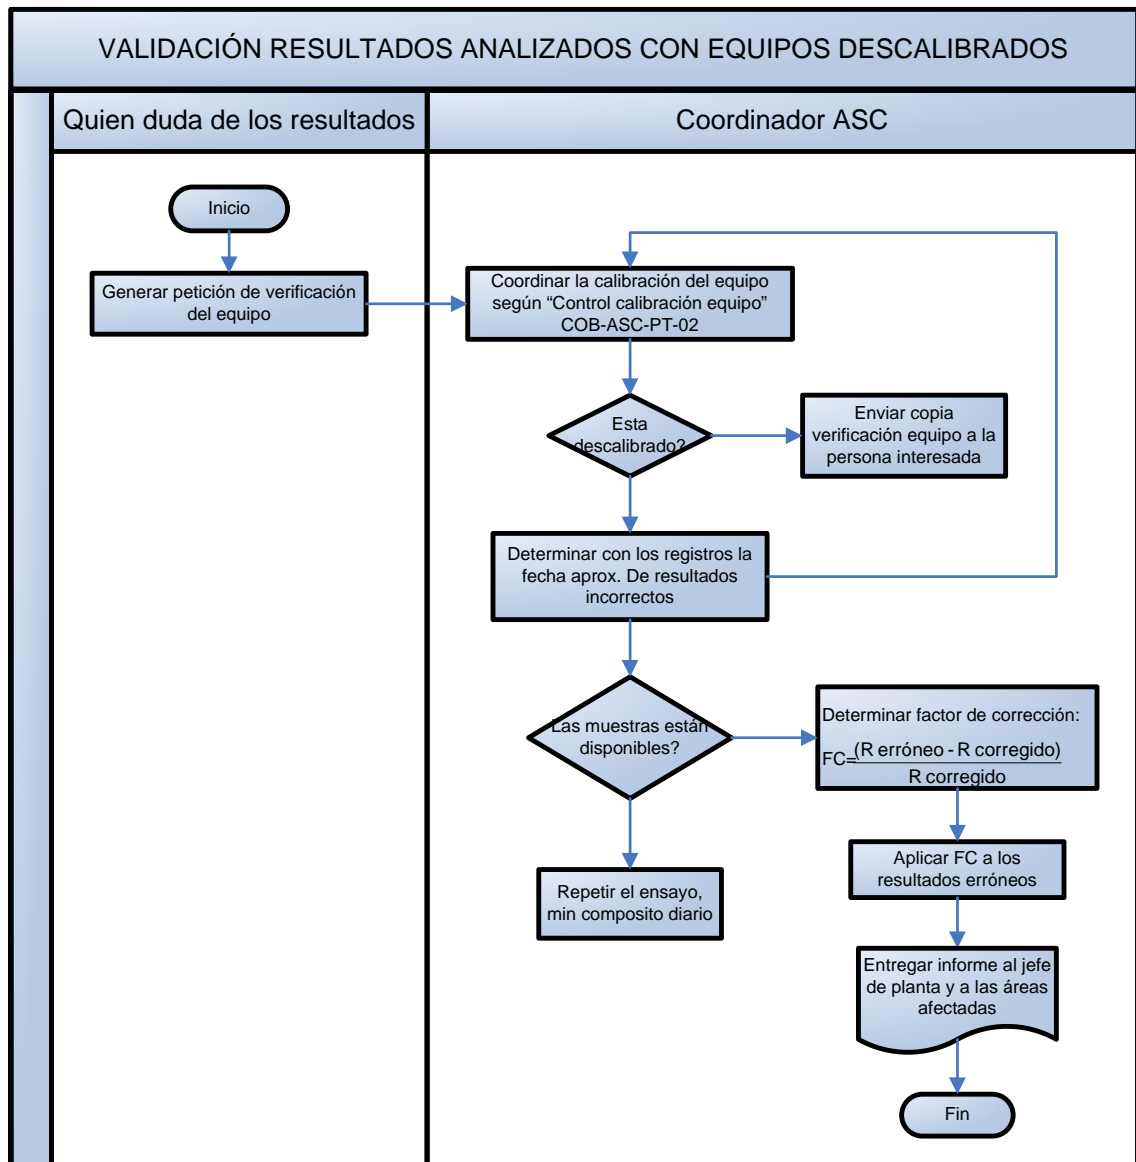 VALIDACIÓN RESULTADOS ANALIZADOS CON EQUIPOS DESCALIBRADOS
Quien duda de los resultados
Coordinador ASC
Inicio
Generar petición de verificación
del equipo
Coordinar la calibración del equipo
según “Control calibración equipo”
COB-ASC-PT-02
Esta
descalibrado?
Enviar copia
verificación equipo a la
persona interesada
Determinar con los registros la
fecha aprox. De resultados
incorrectos
Las muestras están
disponibles?
Determinar factor de corrección:
FC=(R erróneo - R corregido)
R corregido
Repetir el ensayo,
min composito diario
Aplicar FC a los
resultados erróneos
Entregar informe al jefe
de planta y a las áreas
afectadas
Fin